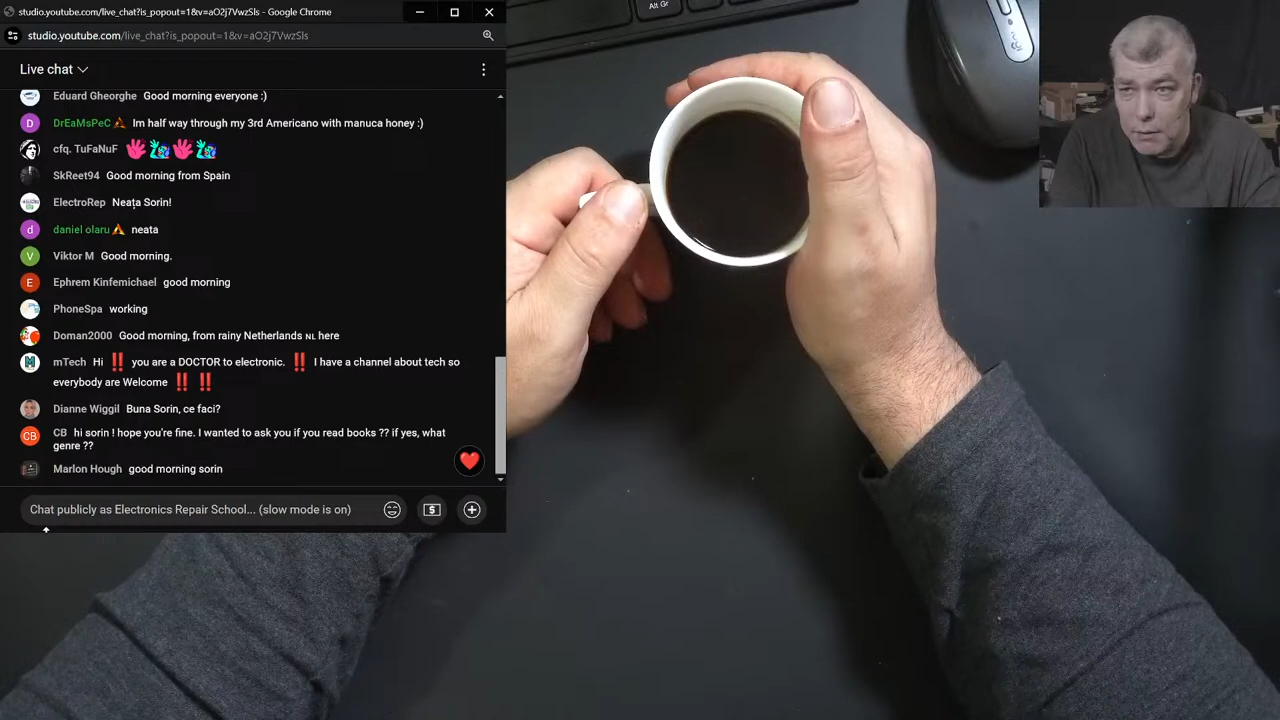 studio.youtube.com/live_chat?is_popout=1&v=aO2j7VwzSls - Google Chrome
studio.youtube.com/live_chat?is_popout=1&v=aO2j7VwzSls
Live chat
Eduard Gheorghe Good morning everyone :)
D DrEaMsPeC Im half way through my 3rd Americano with manuca honey :)
cfq. TuFaNuF
SkReet94 Good morning from Spain
ElectroRep Neața Sorin!
d daniel olaru neata
V Viktor M Good morning.
E Ephrem Kinfemichael good morning
PhoneSpa working
Doman2000 Good morning, from rainy Netherlands NL here
M mTech Hi ‼️ you are a DOCTOR to electronic. ‼️ I have a channel about tech so
everybody are Welcome ‼️ ‼️
Dianne Wiggil Buna Sorin, ce faci?
CB CB hi sorin ! hope you're fine. I wanted to ask you if you read books ?? if yes, what
genre ??
Marlon Hough good morning sorin
Chat publicly as Electronics Repair School... (slow mode is on)
Alt Gr
logi